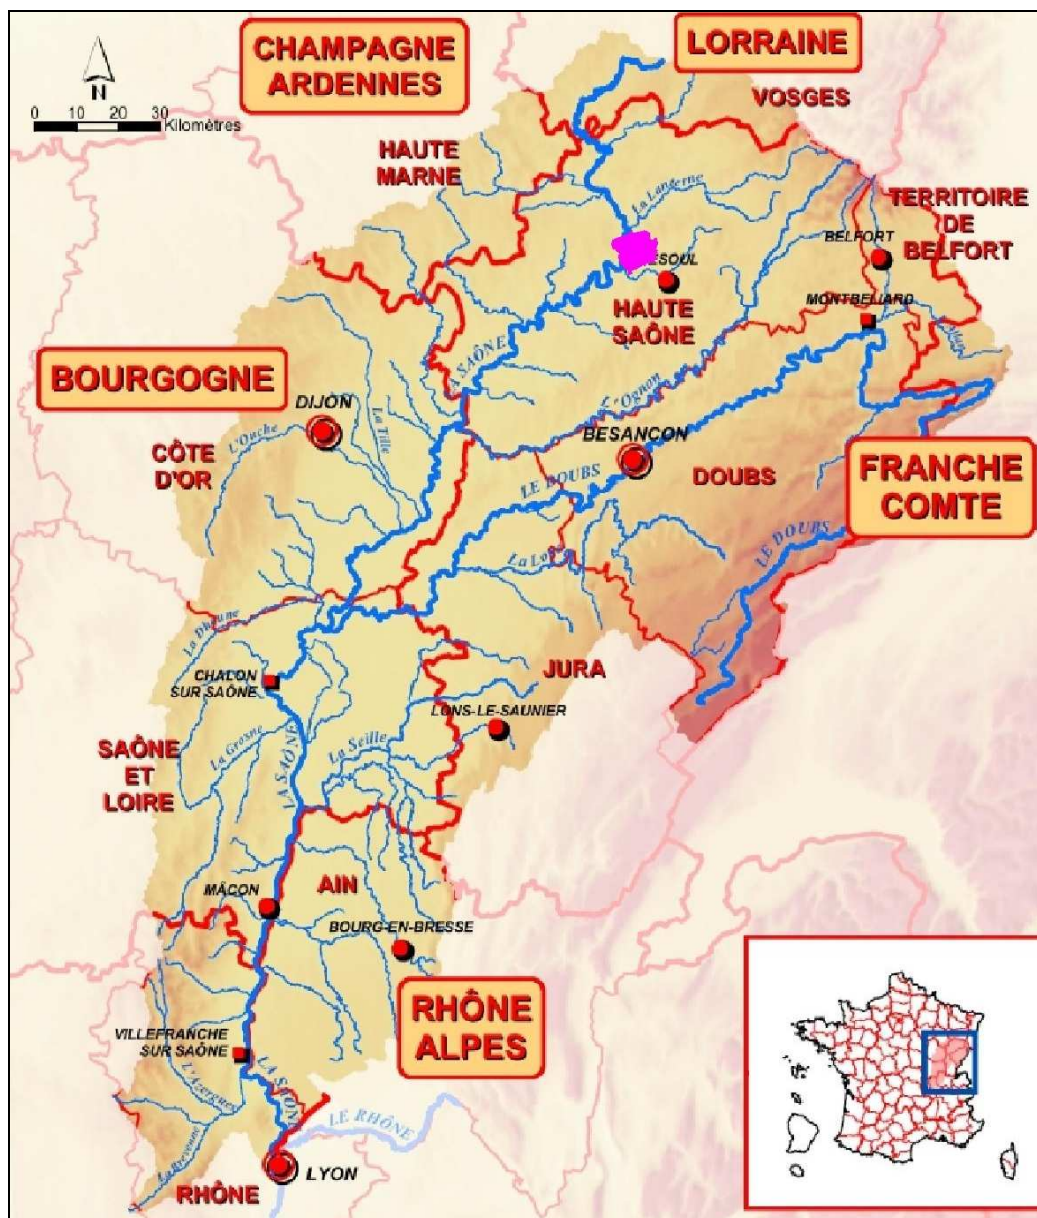 CHAMPAGNE
ARDENNES
LORRAINE
VOSGES
N
0 10 20 30
Kilomètres
HAUTE
MARNE
La Lanterne
TERRITOIRE
DE
BELFORT
BELFORT
ESOUL
MONTBELIARD
HAUTE
SAÔNE
LA SAÔNE
BOURGOGNE
DIJON
L'Ognon
La Tille
L'Ouche
BESANCON
CÔTE
D'OR
LE DOUBS
DOUBS
FRANCHE
COMTE
LE DOUBS
La Dheune
CHALON
SUR SAÔNE
JURA
LONS-LE-SAUNIER
La Grosne
La Seille
LA SAÔNE
SAÔNE
ET
LOIRE
MÂCON
AIN
BOURG-EN-BRESSE
RHÔNE
ALPES
VILLEFRANCHE
SUR SAÔNE
L'Azergues
LA SAÔNE
LE RHÔNE
La Brevenne
LYON
RHÔNE